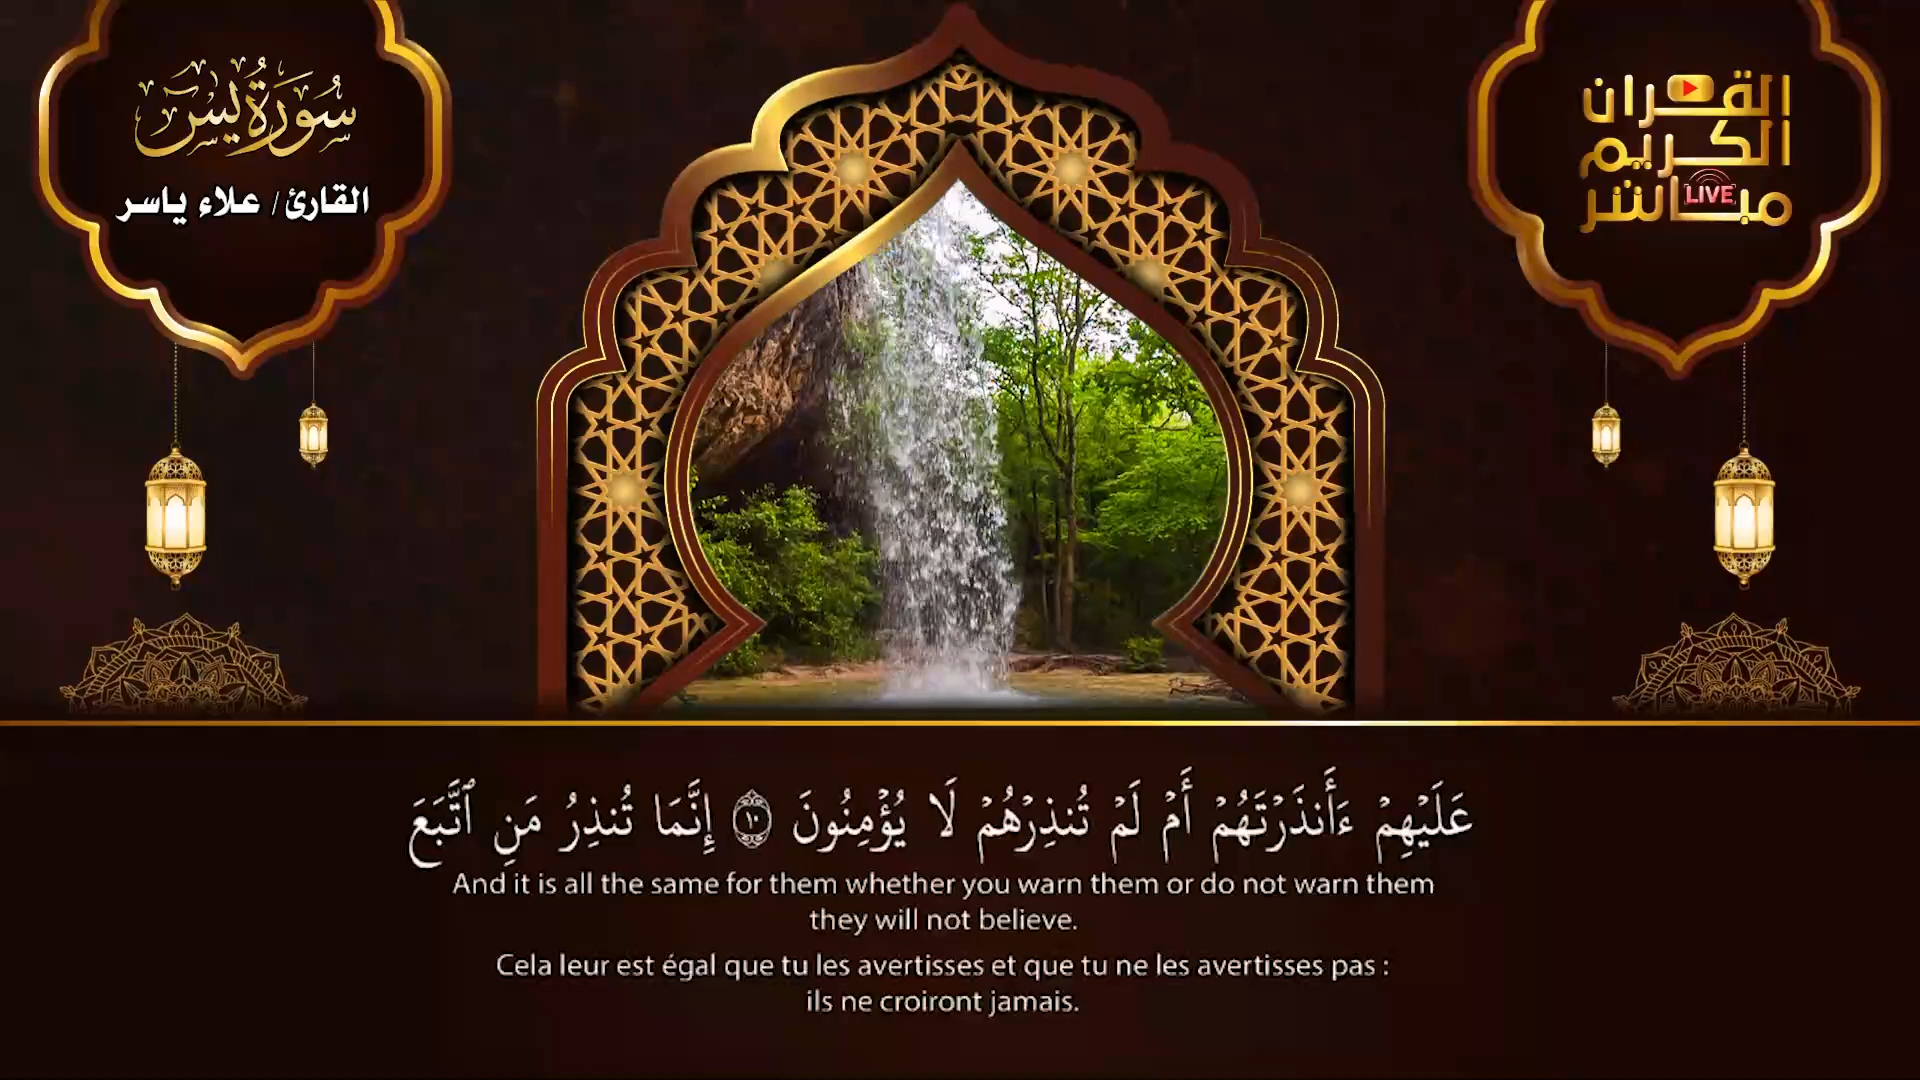 سُورَةُ يس
القارئ / علاء ياسر
القرآن
الكريم
مباشر
LIVE
عَلَيْهِمْ ءَأَنذَرْتَهُمْ أَمْ لَمْ تُنذِرْهُمْ لَا يُؤْمِنُونَ ١٠ إِنَّمَا تُنذِرُ مَنِ ٱتَّبَعَ
And it is all the same for them whether you warn them or do not warn them
they will not believe.
Cela leur est égal que tu les avertisses et que tu ne les avertisses pas :
ils ne croiront jamais.